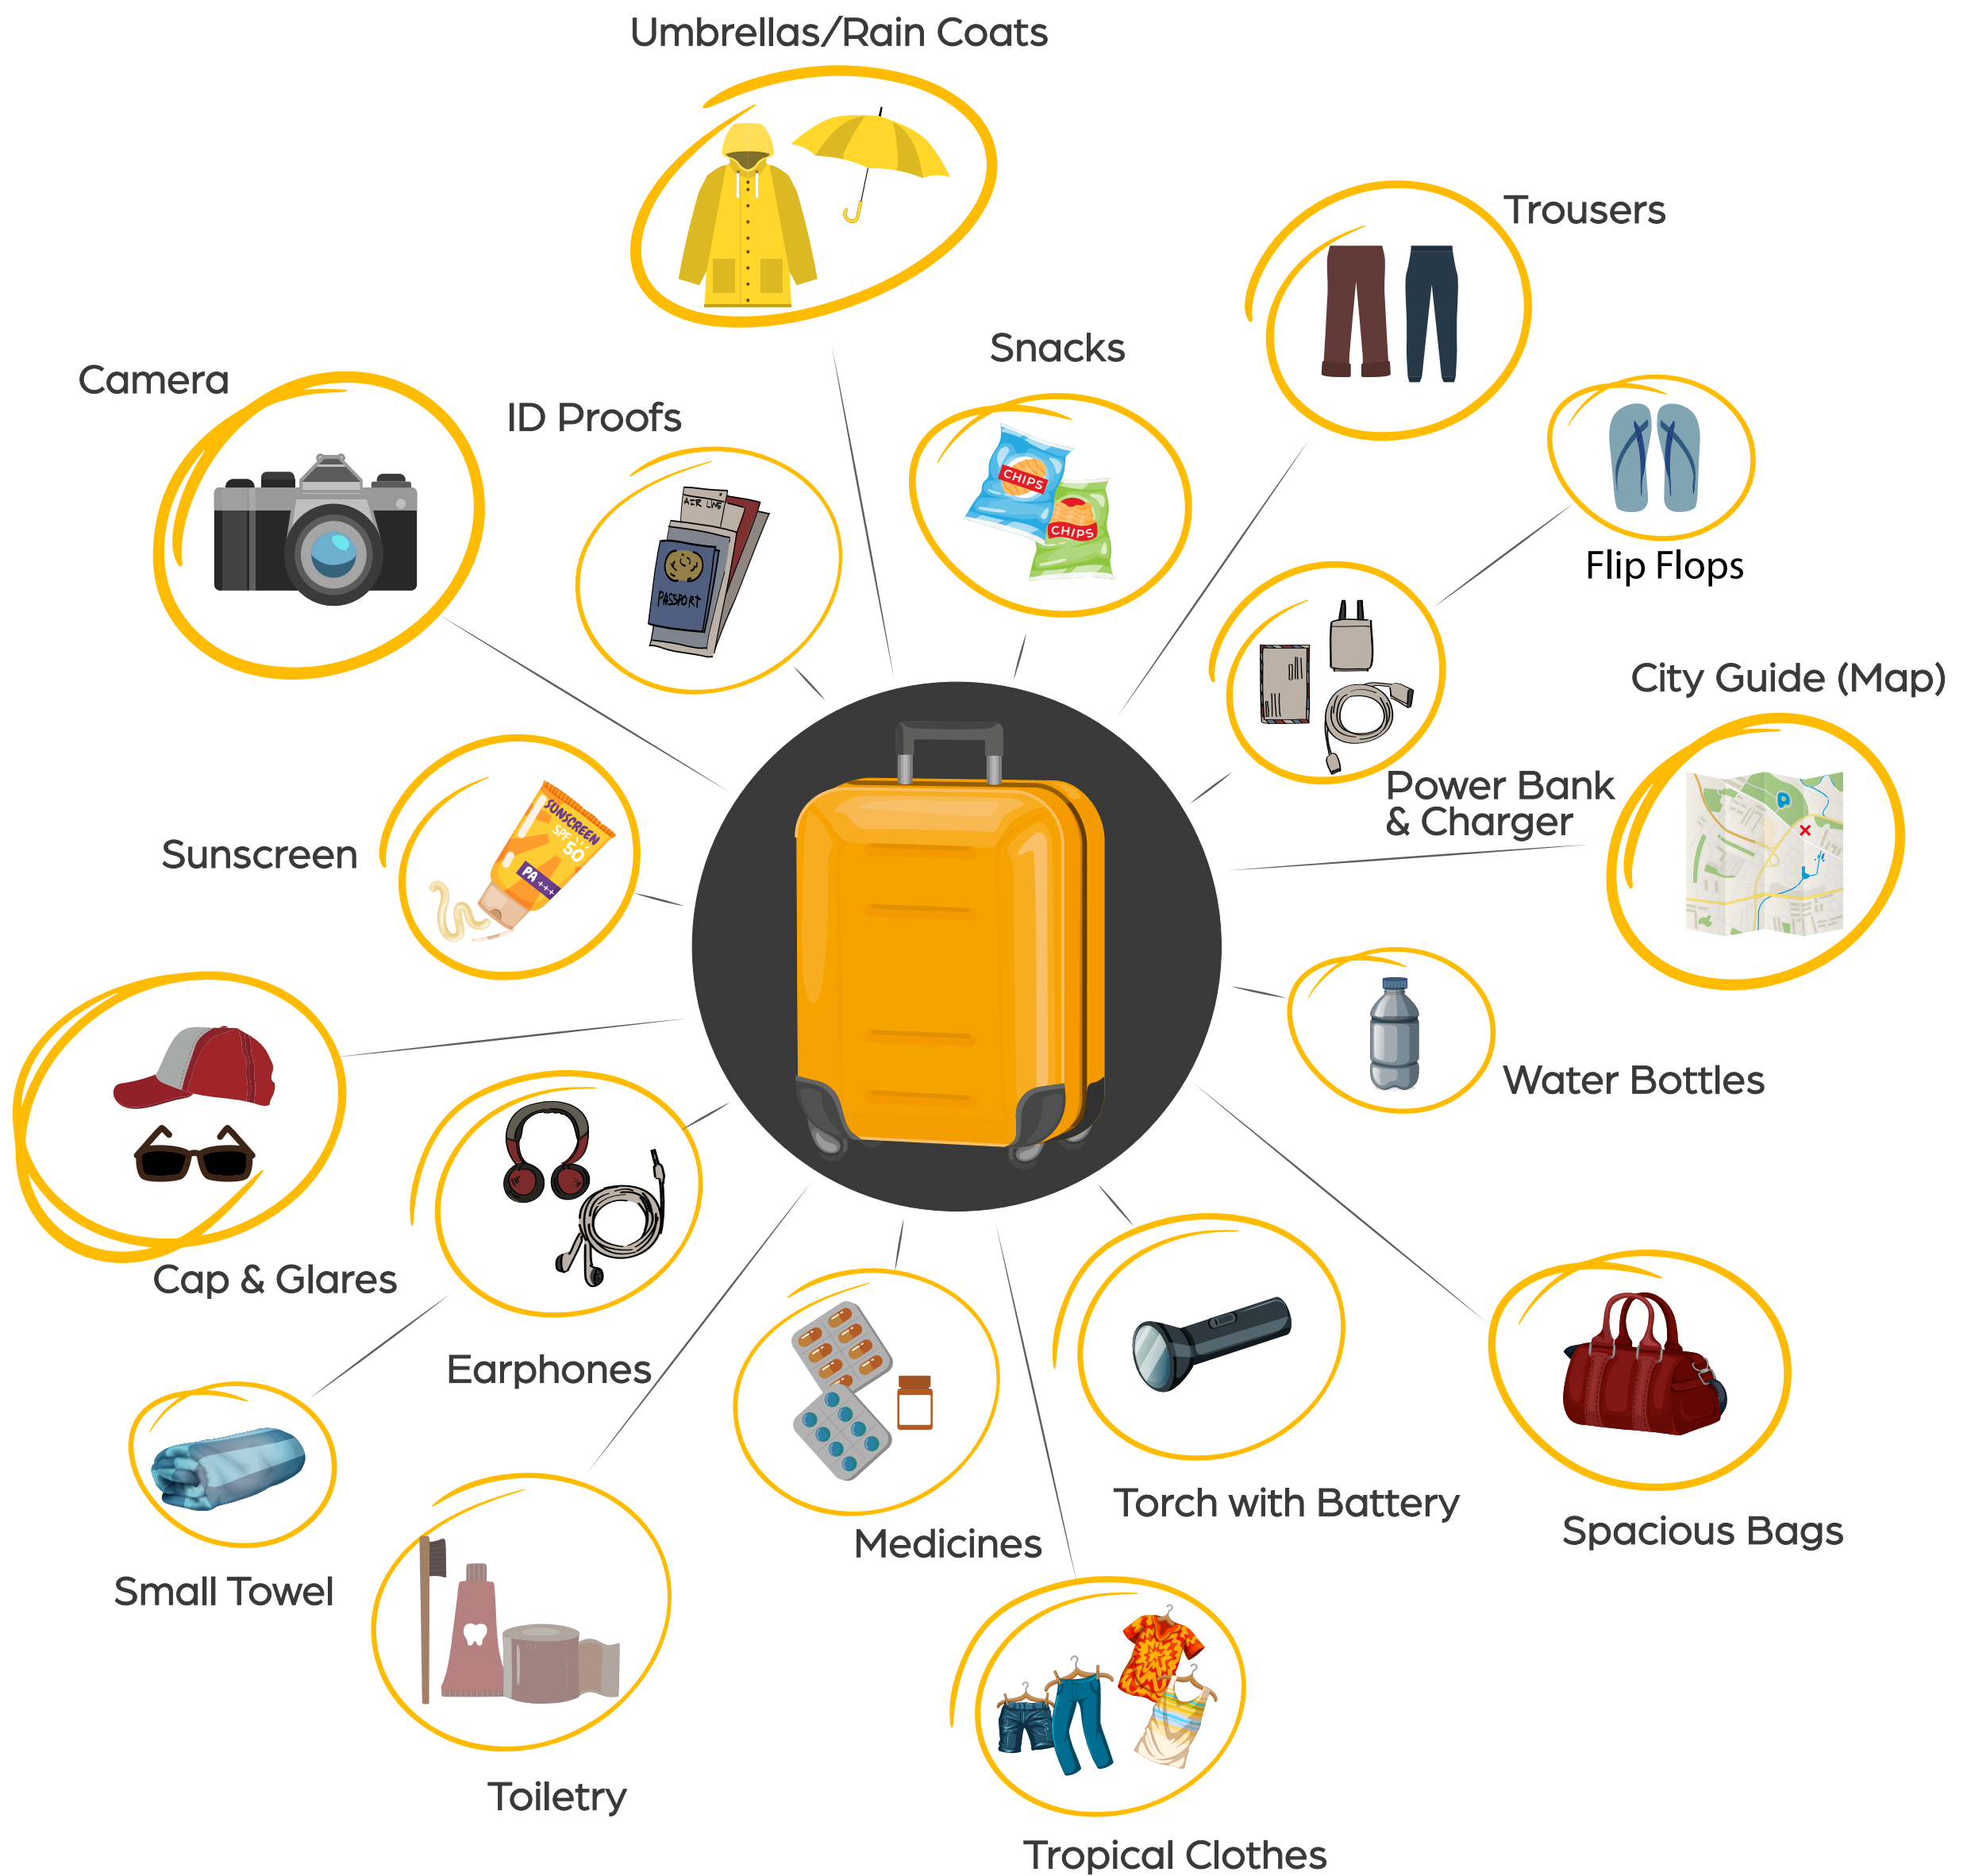 Umbrellas/Rain Coats
Trousers
Snacks
Camera
ID Proofs
CHIPS
CHIPS
AIR LINE
PASSPORT
Flip Flops
City Guide (Map)
Power Bank
& Charger
SUNSCREEN
SPF
50
PA +++
Sunscreen
Water Bottles
Cap & Glares
Earphones
Torch with Battery
Spacious Bags
Medicines
Small Towel
Toiletry
Tropical Clothes